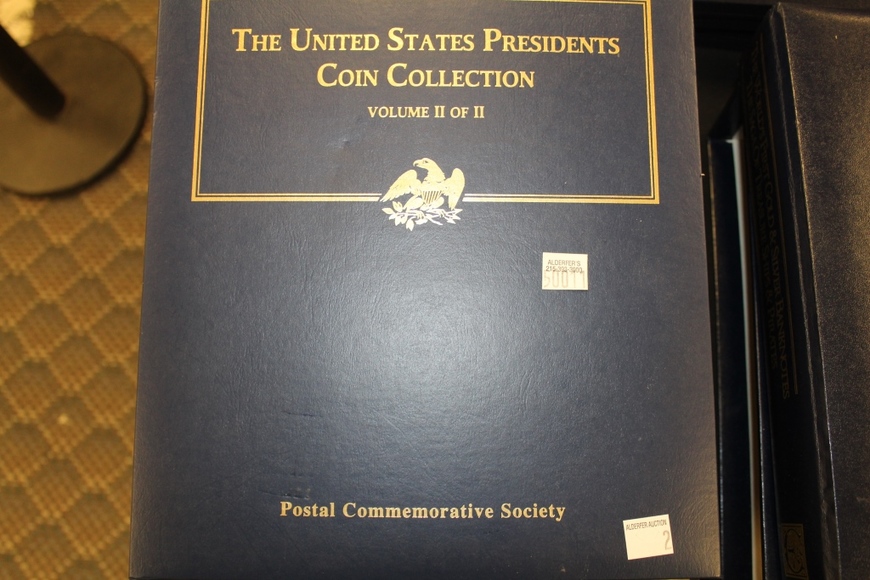 THE UNITED STATES PRESIDENTS
COIN COLLECTION
VOLUME II OF II
ALDERFER'S
50011
Postal Commemorative Society
ALDERFER AUCTION
2